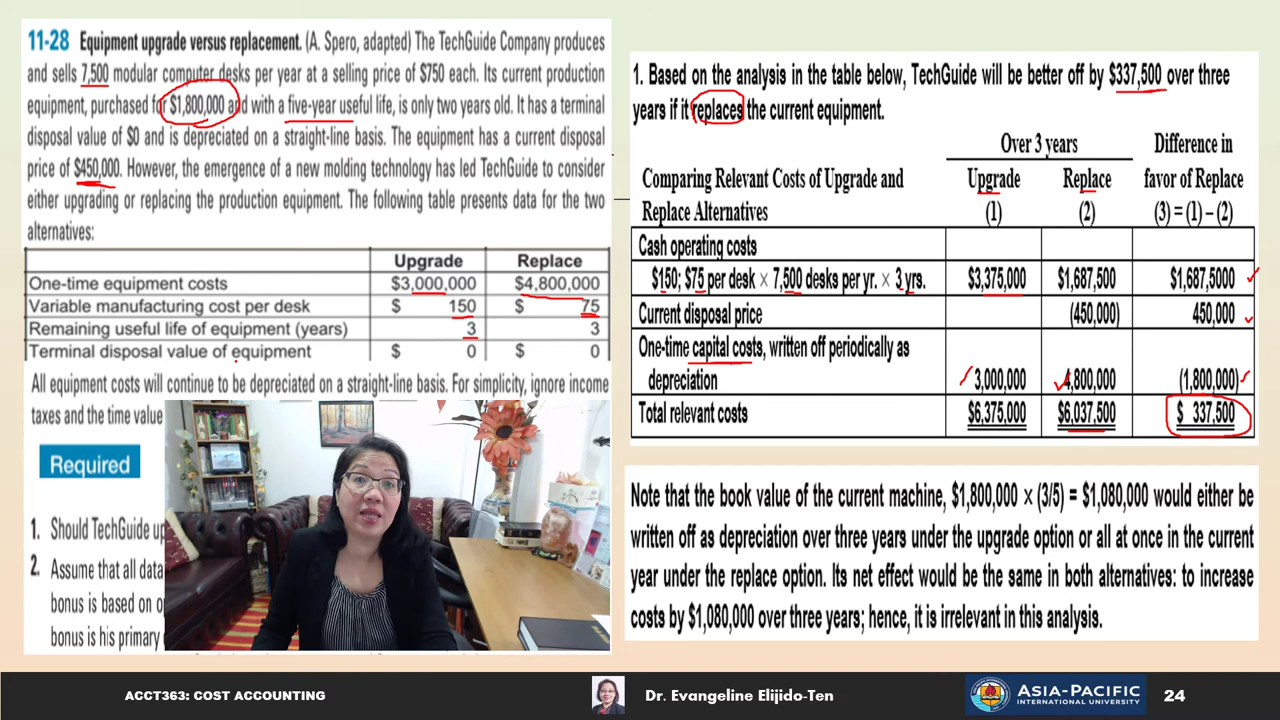 11-28 Equipment upgrade versus replacement. (A. Spero, adapted) The TechGuide Company produces
and sells 7,500 modular computer desks per year at a selling price of $750 each. Its current production
equipment, purchased for $1,800,000 and with a five-year useful life, is only two years old. It has a terminal
disposal value of $0 and is depreciated on a straight-line basis. The equipment has a current disposal
price of $450,000. However, the emergence of a new molding technology has led TechGuide to consider
either upgrading or replacing the production equipment. The following table presents data for the two
alternatives:
Upgrade Replace
One-time equipment costs $3,000,000 $4,800,000
Variable manufacturing cost per desk $ 150 $ 75
Remaining useful life of equipment (years) 3 3
Terminal disposal value of equipment $ 0 $ 0
All equipment costs will continue to be depreciated on a straight-line basis. For simplicity, ignore income
taxes and the time value
Required
1. Should TechGuide up
2. Assume that all data
bonus is based on o
bonus is his primary
1. Based on the analysis in the table below, TechGuide will be better off by $337,500 over three
years if it replaces the current equipment.
Over 3 years Difference in
Comparing Relevant Costs of Upgrade and Upgrade Replace favor of Replace
Replace Alternatives (1) (2) (3) = (1) – (2)
Cash operating costs
$150; $75 per desk × 7,500 desks per yr. × 3 yrs. $3,375,000 $1,687,500 $1,687,5000
Current disposal price (450,000) 450,000
One-time capital costs, written off periodically as
depreciation 3,000,000 4,800,000 (1,800,000)
Total relevant costs $6,375,000 $6,037,500 $ 337,500
Note that the book value of the current machine, $1,800,000 × (3/5) = $1,080,000 would either be
written off as depreciation over three years under the upgrade option or all at once in the current
year under the replace option. Its net effect would be the same in both alternatives: to increase
costs by $1,080,000 over three years; hence, it is irrelevant in this analysis.
ACCT363: COST ACCOUNTING
Dr. Evangeline Elijido-Ten
ASIA-PACIFIC
INTERNATIONAL UNIVERSITY
24